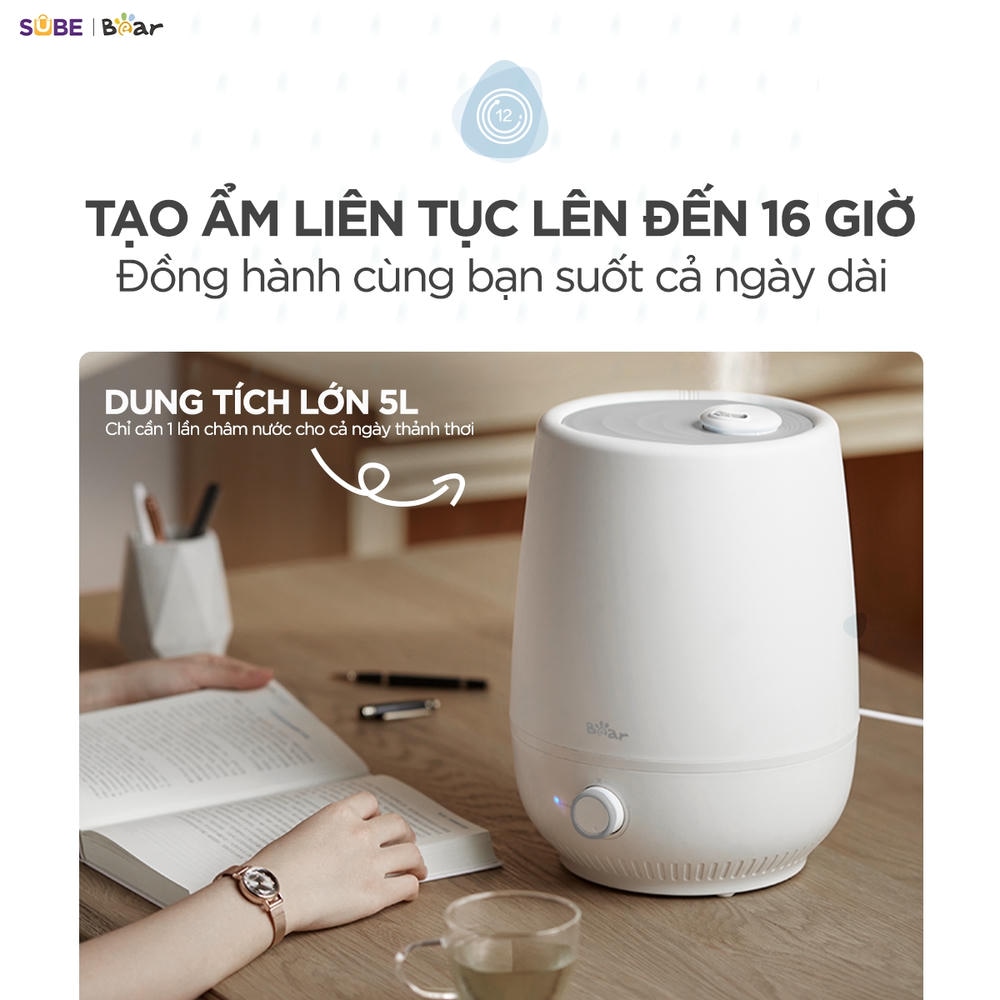 SUBE | Bear
12
TẠO ẨM LIÊN TỤC LÊN ĐẾN 16 GIỜ
Đồng hành cùng bạn suốt cả ngày dài
DUNG TÍCH LỚN 5L
Chỉ cần 1 lần châm nước cho cả ngày thảnh thơi
Bear